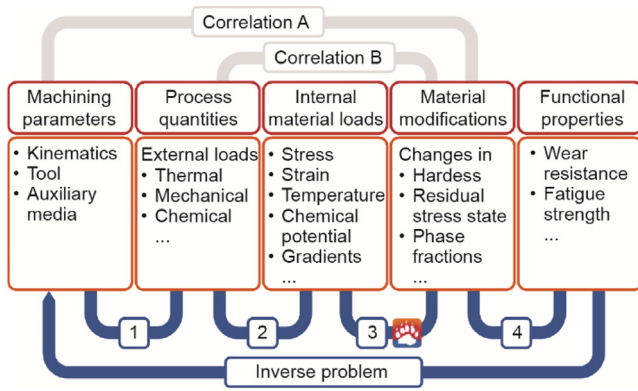 Correlation A
Correlation B
Machining
parameters
Process
quantities
Internal
material loads
Material
modifications
Functional
properties
• Kinematics
• Tool
• Auxiliary
media
External loads
• Thermal
• Mechanical
• Chemical
...
• Stress
• Strain
• Temperature
• Chemical
potential
• Gradients
...
Changes in
• Hardess
• Residual
stress state
• Phase
fractions
...
• Wear
resistance
• Fatigue
strength
...
1
2
3
4
Inverse problem